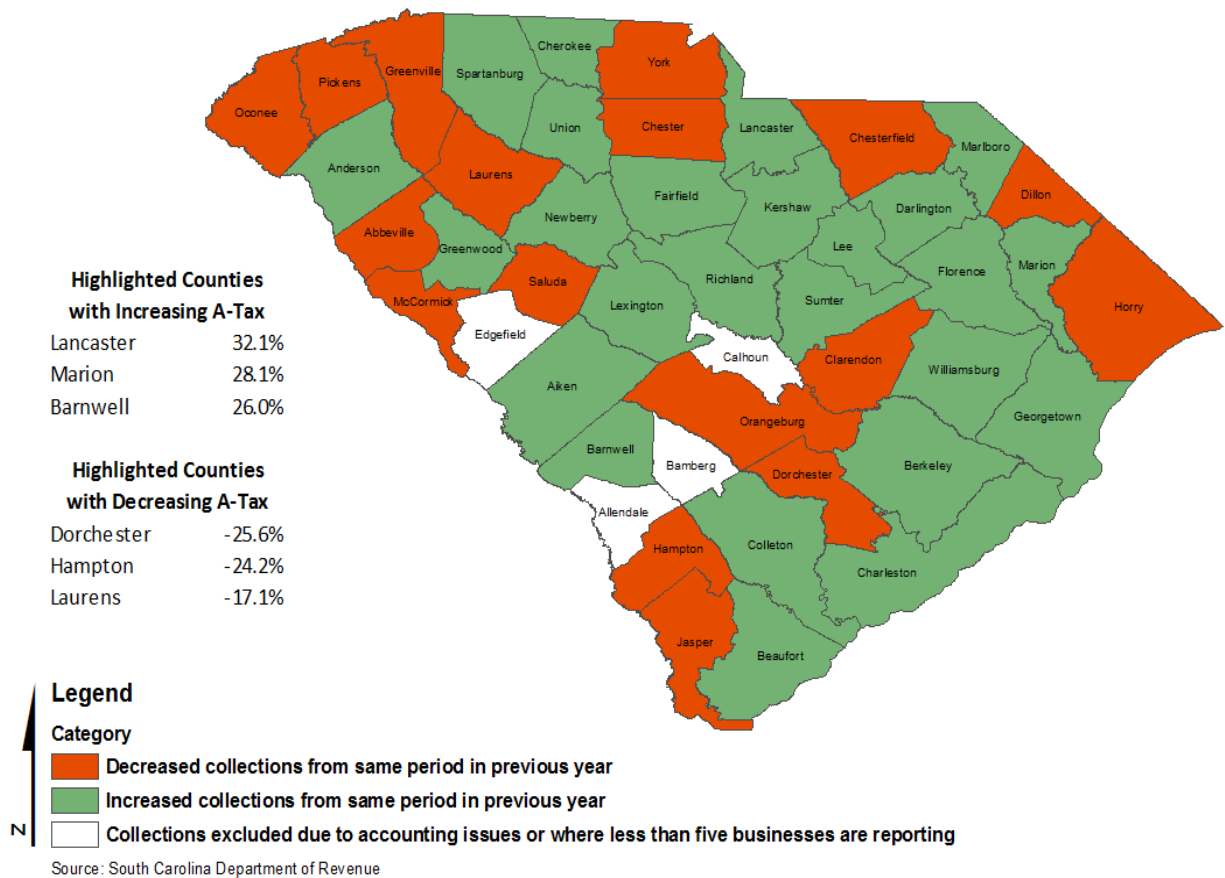 Cherokee
York
Greenville
Spartanburg
Pickens
Oconee
Union
Chester
Lancaster
Chesterfield
Marlboro
Anderson
Laurens
Dillon
Fairfield
Kershaw
Darlington
Newberry
Abbeville
Greenwood
Lee
Richland
Florence
Marion
Saluda
McCormick
Lexington
Sumter
Horry
Edgefield
Calhoun
Clarendon
Williamsburg
Aiken
Georgetown
Orangeburg
Barnwell
Bamberg
Dorchester
Berkeley
Allendale
Hampton
Colleton
Charleston
Jasper
Beaufort
Highlighted Counties
with Increasing A-Tax
Lancaster 32.1%
Marion 28.1%
Barnwell 26.0%
Highlighted Counties
with Decreasing A-Tax
Dorchester -25.6%
Hampton -24.2%
Laurens -17.1%
Legend
Category
Decreased collections from same period in previous year
Increased collections from same period in previous year
Collections excluded due to accounting issues or where less than five businesses are reporting
N
Source: South Carolina Department of Revenue